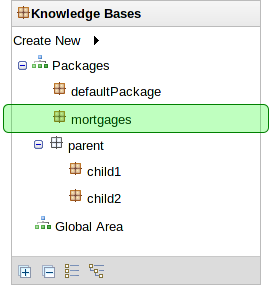 Knowledge Bases
Create New
Packages
defaultPackage
mortgages
parent
child1
child2
Global Area